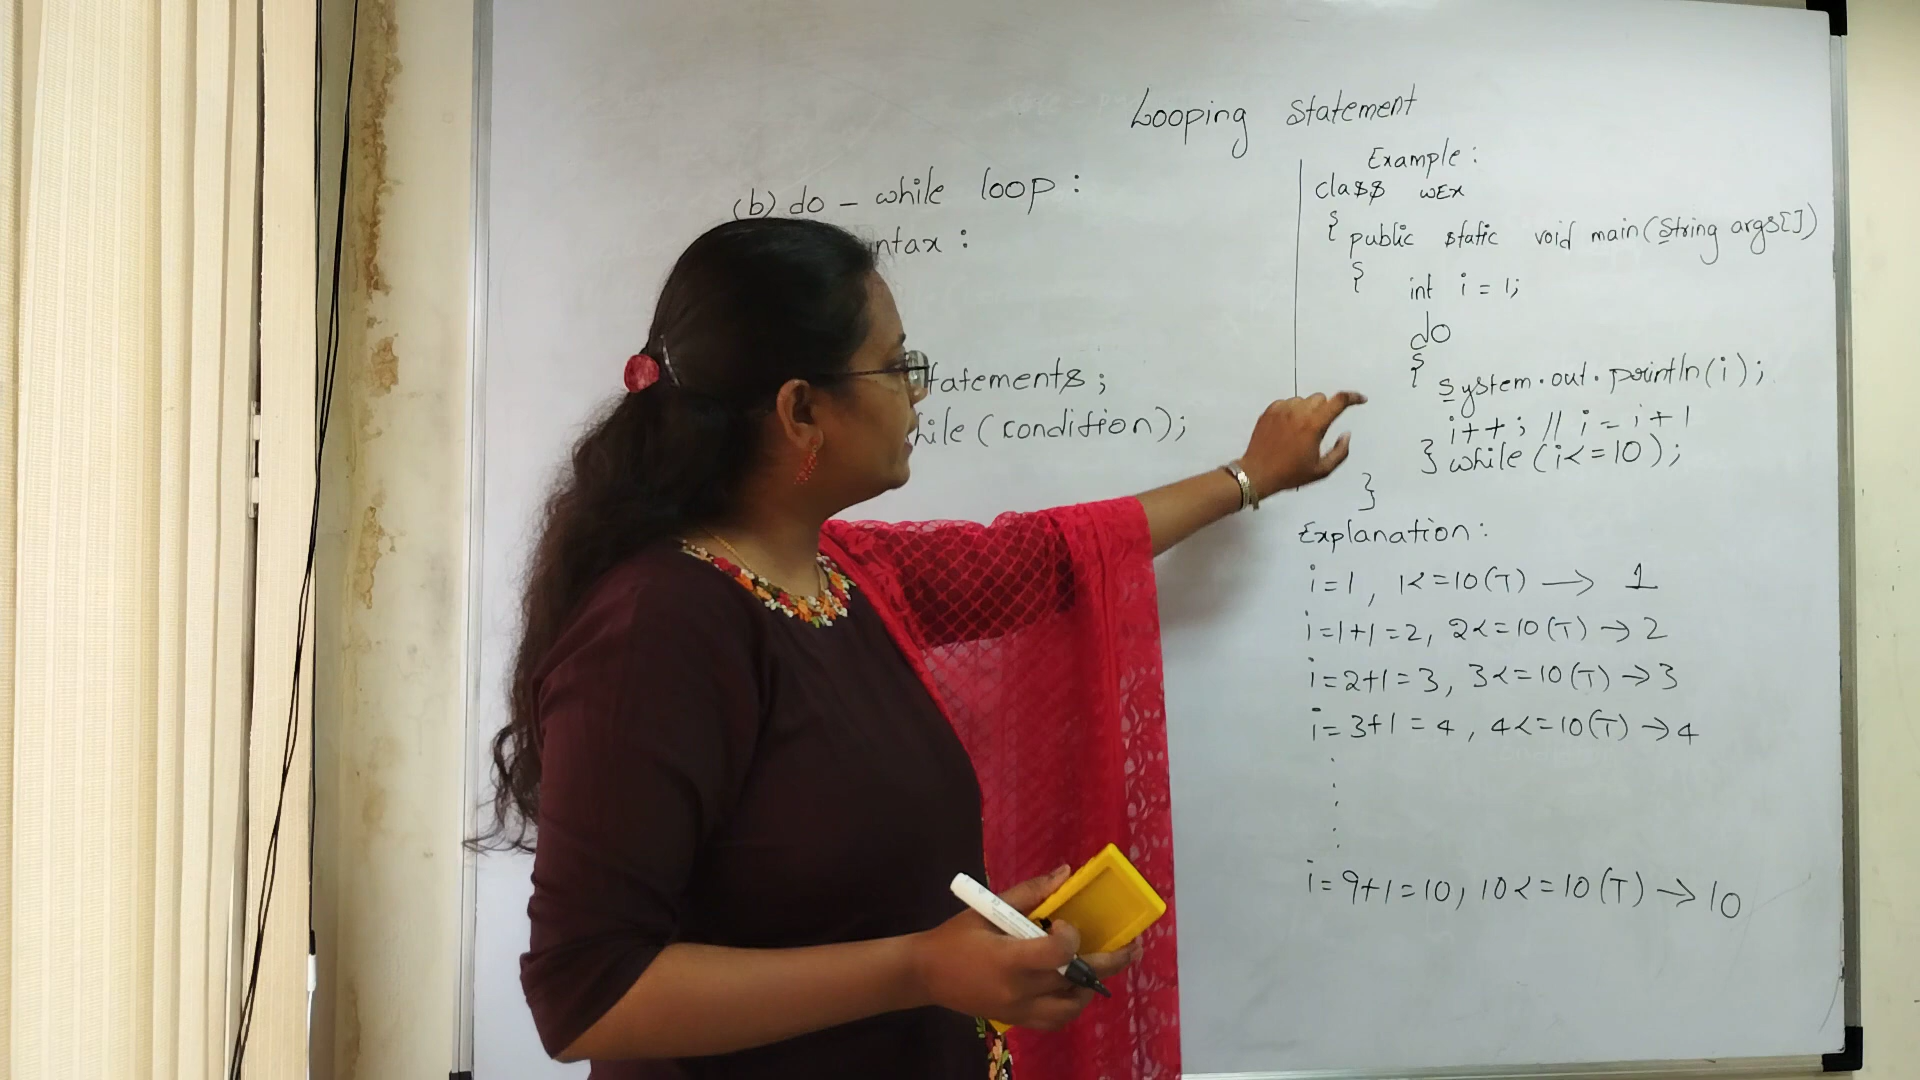 Looping Statement
(b) do - while loop :
ntax :
tatements ;
hile (condition);
Example :
class wEx
{ public static void main(String args[])
{ int i = 1;
do
{
System.out.println(i);
i++; // i = i + 1
} while (i<=10);
}
Explanation :
i=1, 1<=10(T) → 1
i=1+1=2, 2<=10(T) → 2
i=2+1=3, 3<=10(T) → 3
i=3+1=4, 4<=10(T) → 4
i=9+1=10, 10<=10(T) → 10